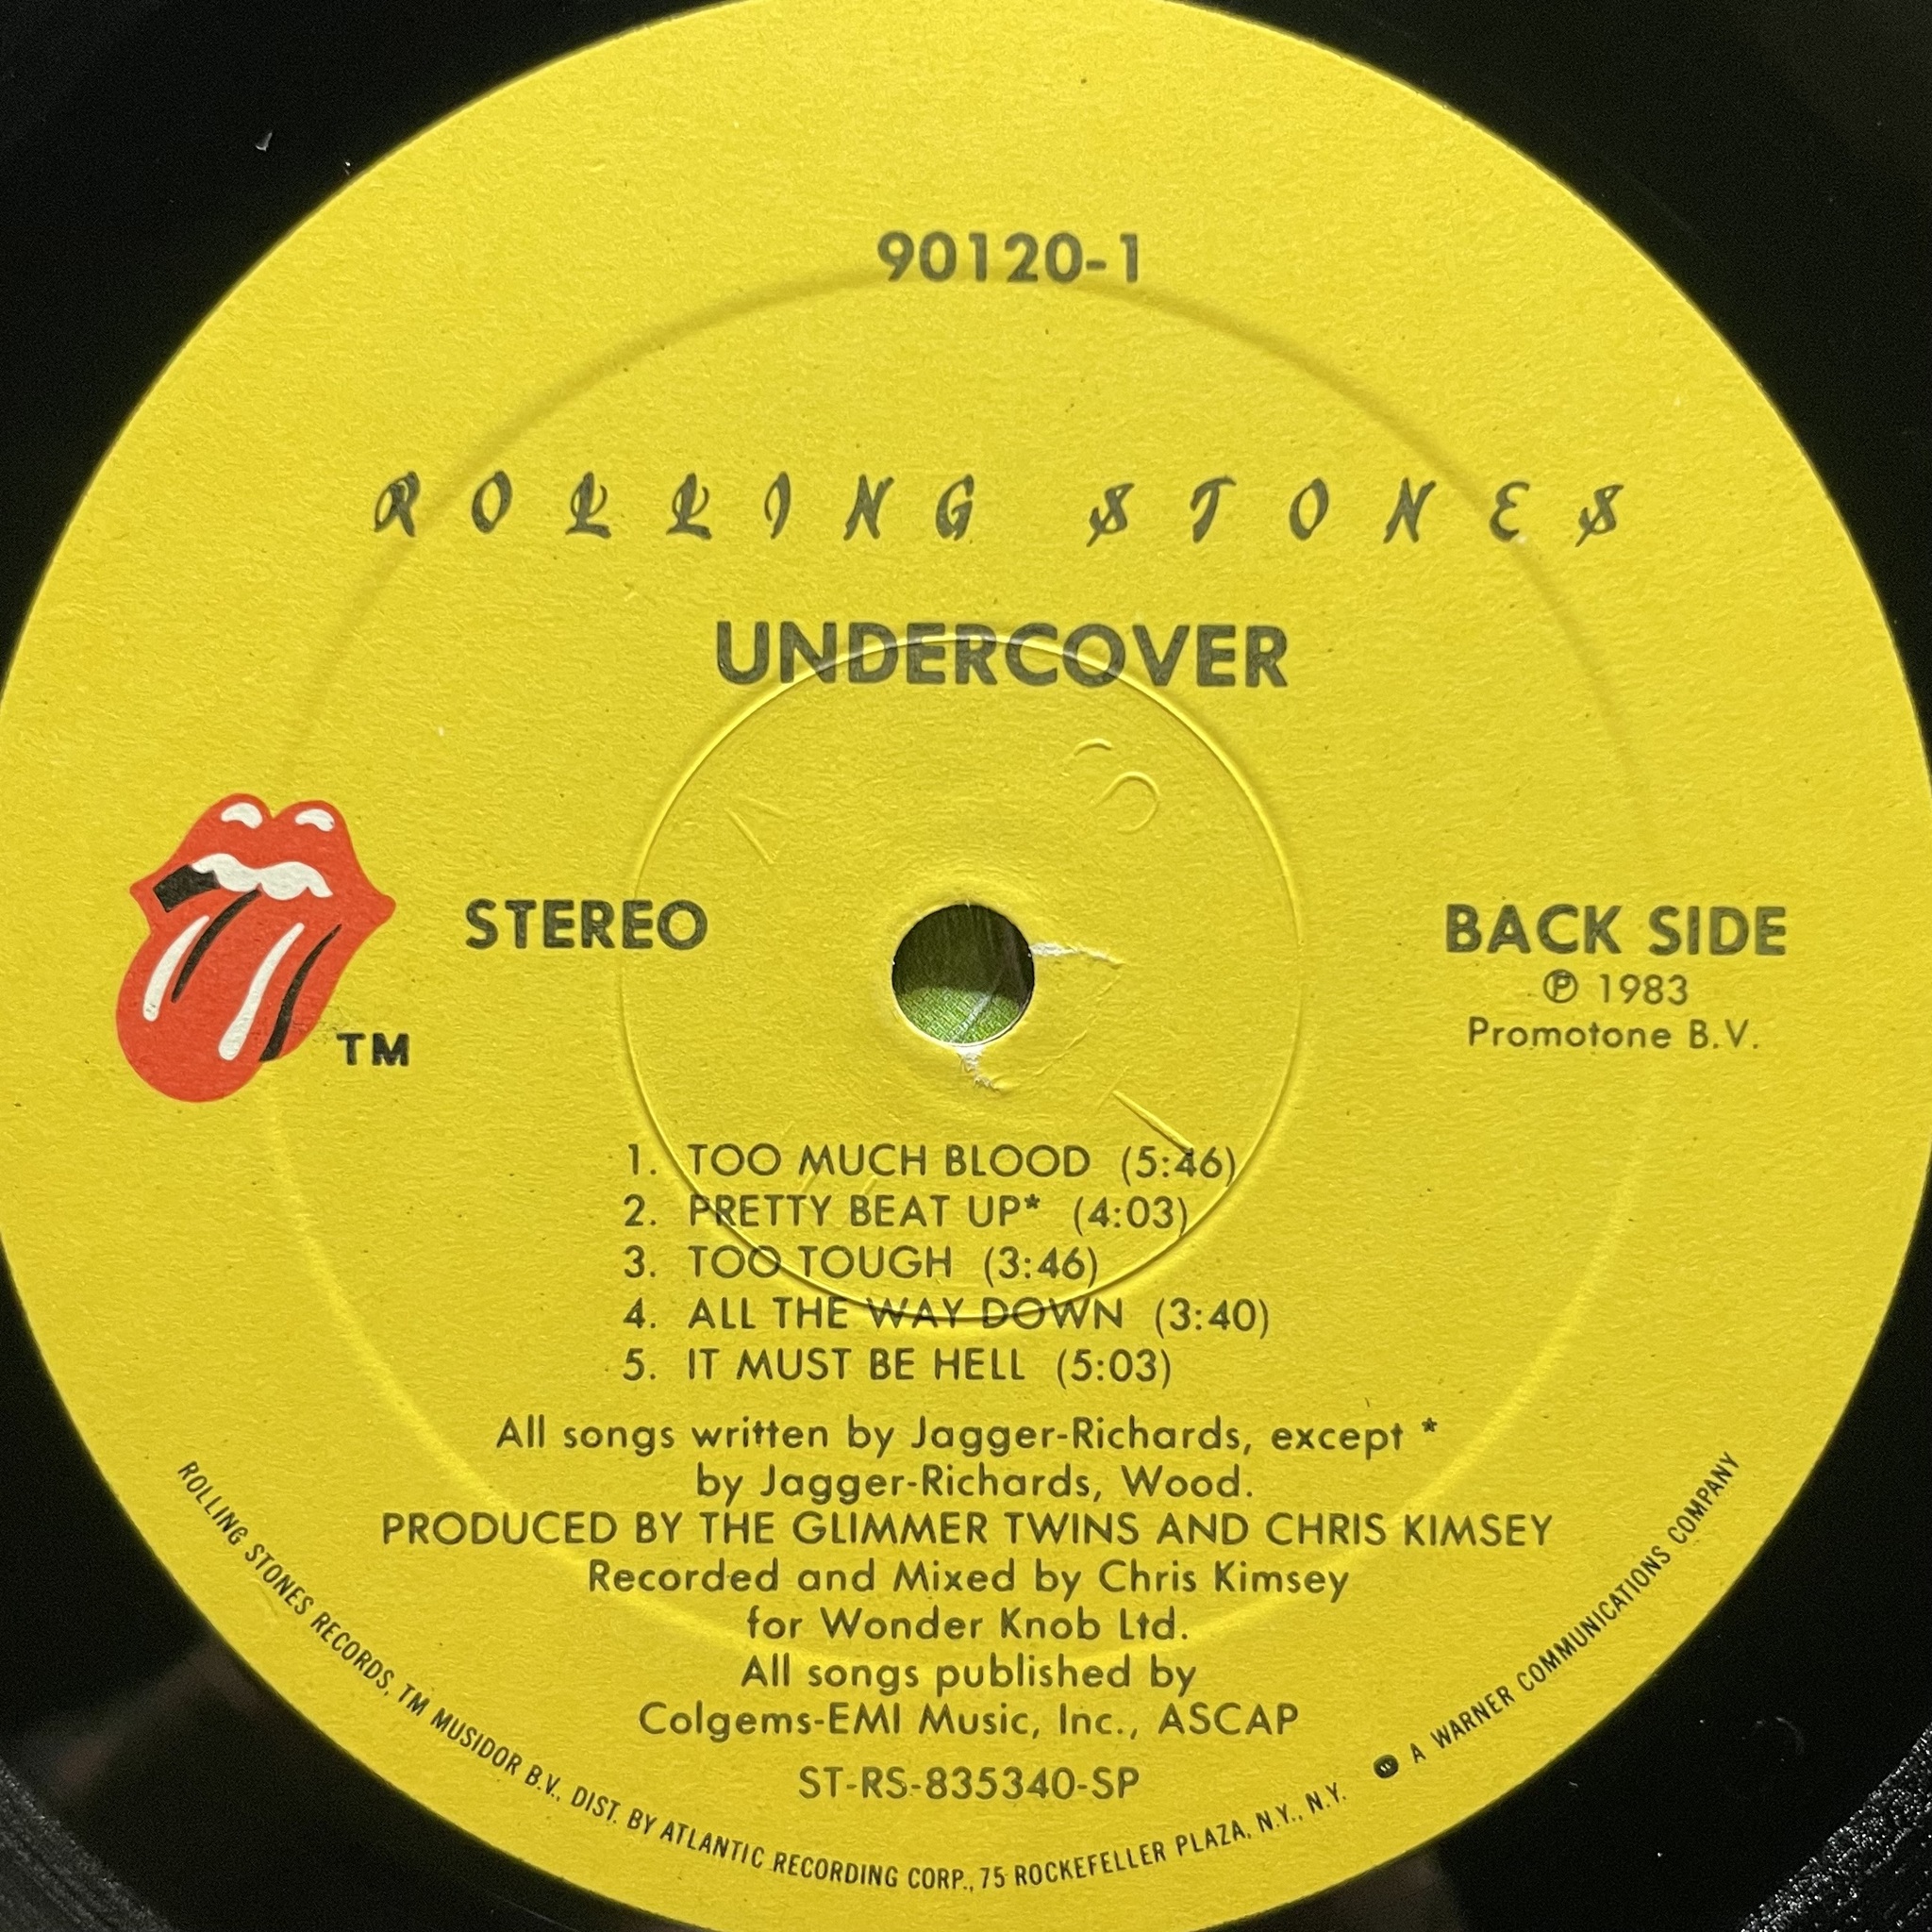 90120-1
ROLLING STONES
UNDERCOVER
TM
STEREO
BACK SIDE
℗ 1983
Promotone B.V.
1. TOO MUCH BLOOD (5:46)
2. PRETTY BEAT UP* (4:03)
3. TOO TOUGH (3:46)
4. ALL THE WAY DOWN (3:40)
5. IT MUST BE HELL (5:03)
All songs written by Jagger-Richards, except *
by Jagger-Richards, Wood.
PRODUCED BY THE GLIMMER TWINS AND CHRIS KIMSEY
Recorded and Mixed by Chris Kimsey
for Wonder Knob Ltd.
All songs published by
Colgems-EMI Music, Inc., ASCAP
ST-RS-835340-SP
ROLLING STONES RECORDS, TM MUSIDOR B.V., DIST. BY ATLANTIC RECORDING CORP., 75 ROCKEFELLER PLAZA, N.Y., N.Y. A WARNER COMMUNICATIONS COMPANY